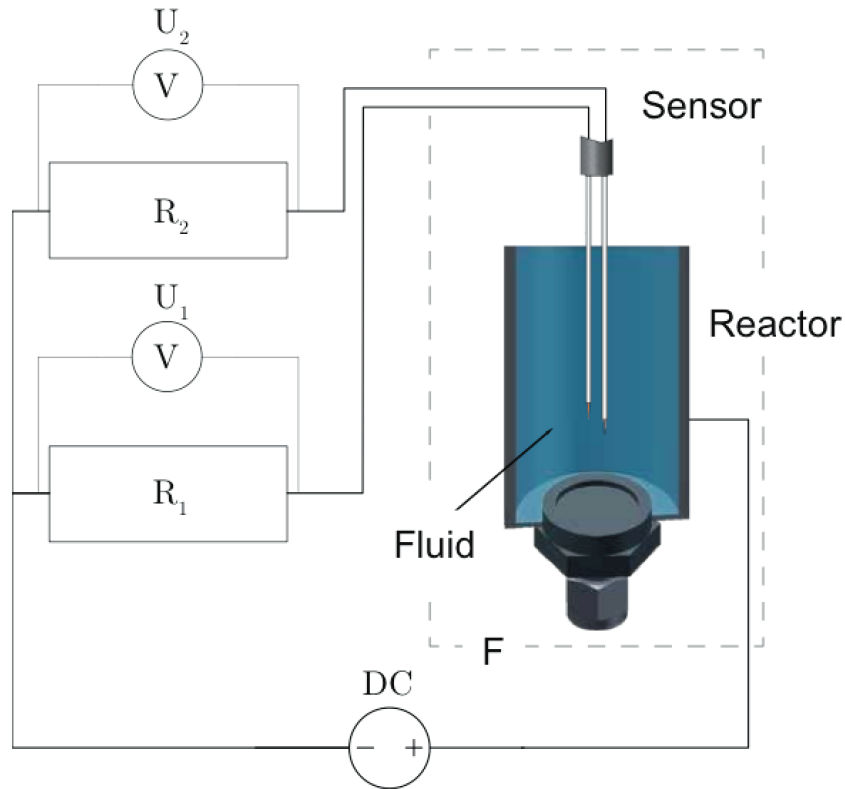 U₂
V
Sensor
R₂
U₁
V
Reactor
R₁
Fluid
F
DC
− +